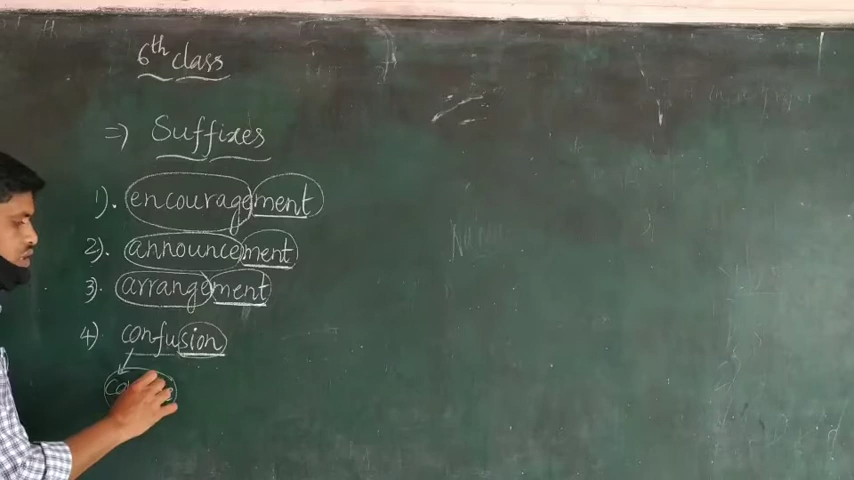 6th class
=) Suffixes
1). encouragement
2). announcement
3). arrangement
4) confusion